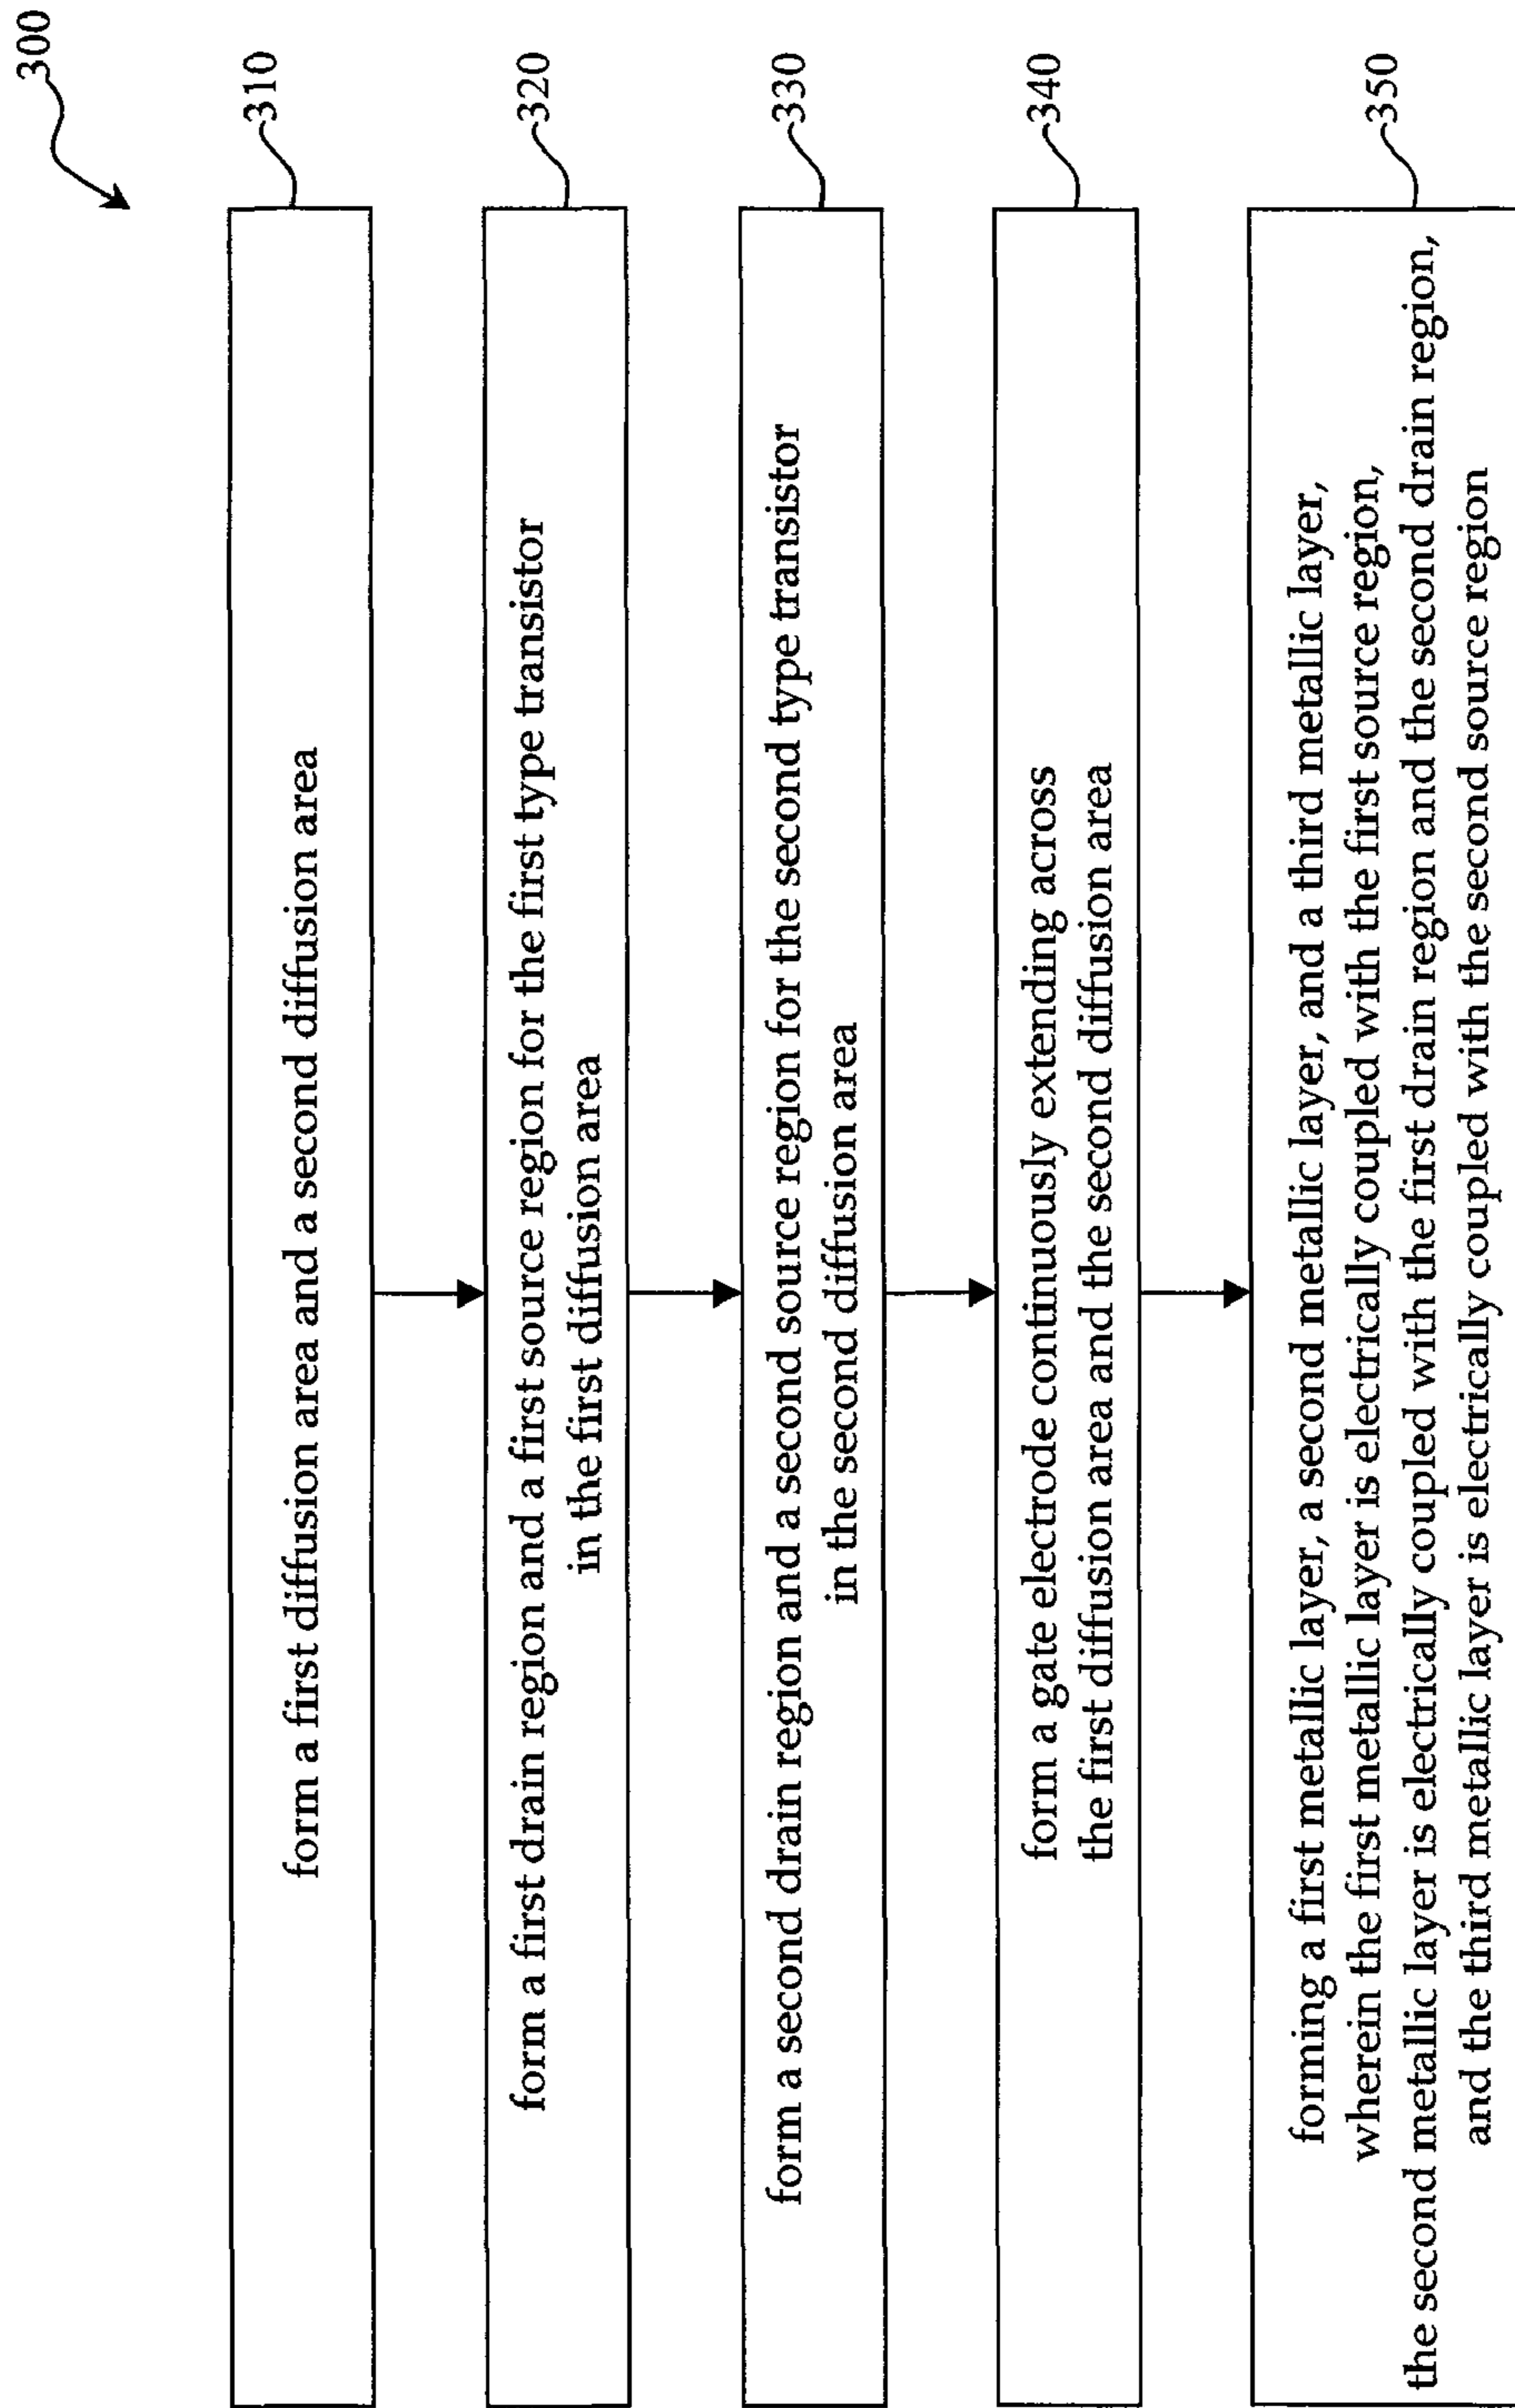 300
310
form a first diffusion area and a second diffusion area
320
form a first drain region and a first source region for the first type transistor
in the first diffusion area
330
form a second drain region and a second source region for the second type transistor
in the second diffusion area
340
form a gate electrode continuously extending across
the first diffusion area and the second diffusion area
350
forming a first metallic layer, a second metallic layer, and a third metallic layer,
wherein the first metallic layer is electrically coupled with the first source region,
the second metallic layer is electrically coupled with the first drain region and the second drain region,
and the third metallic layer is electrically coupled with the second source region